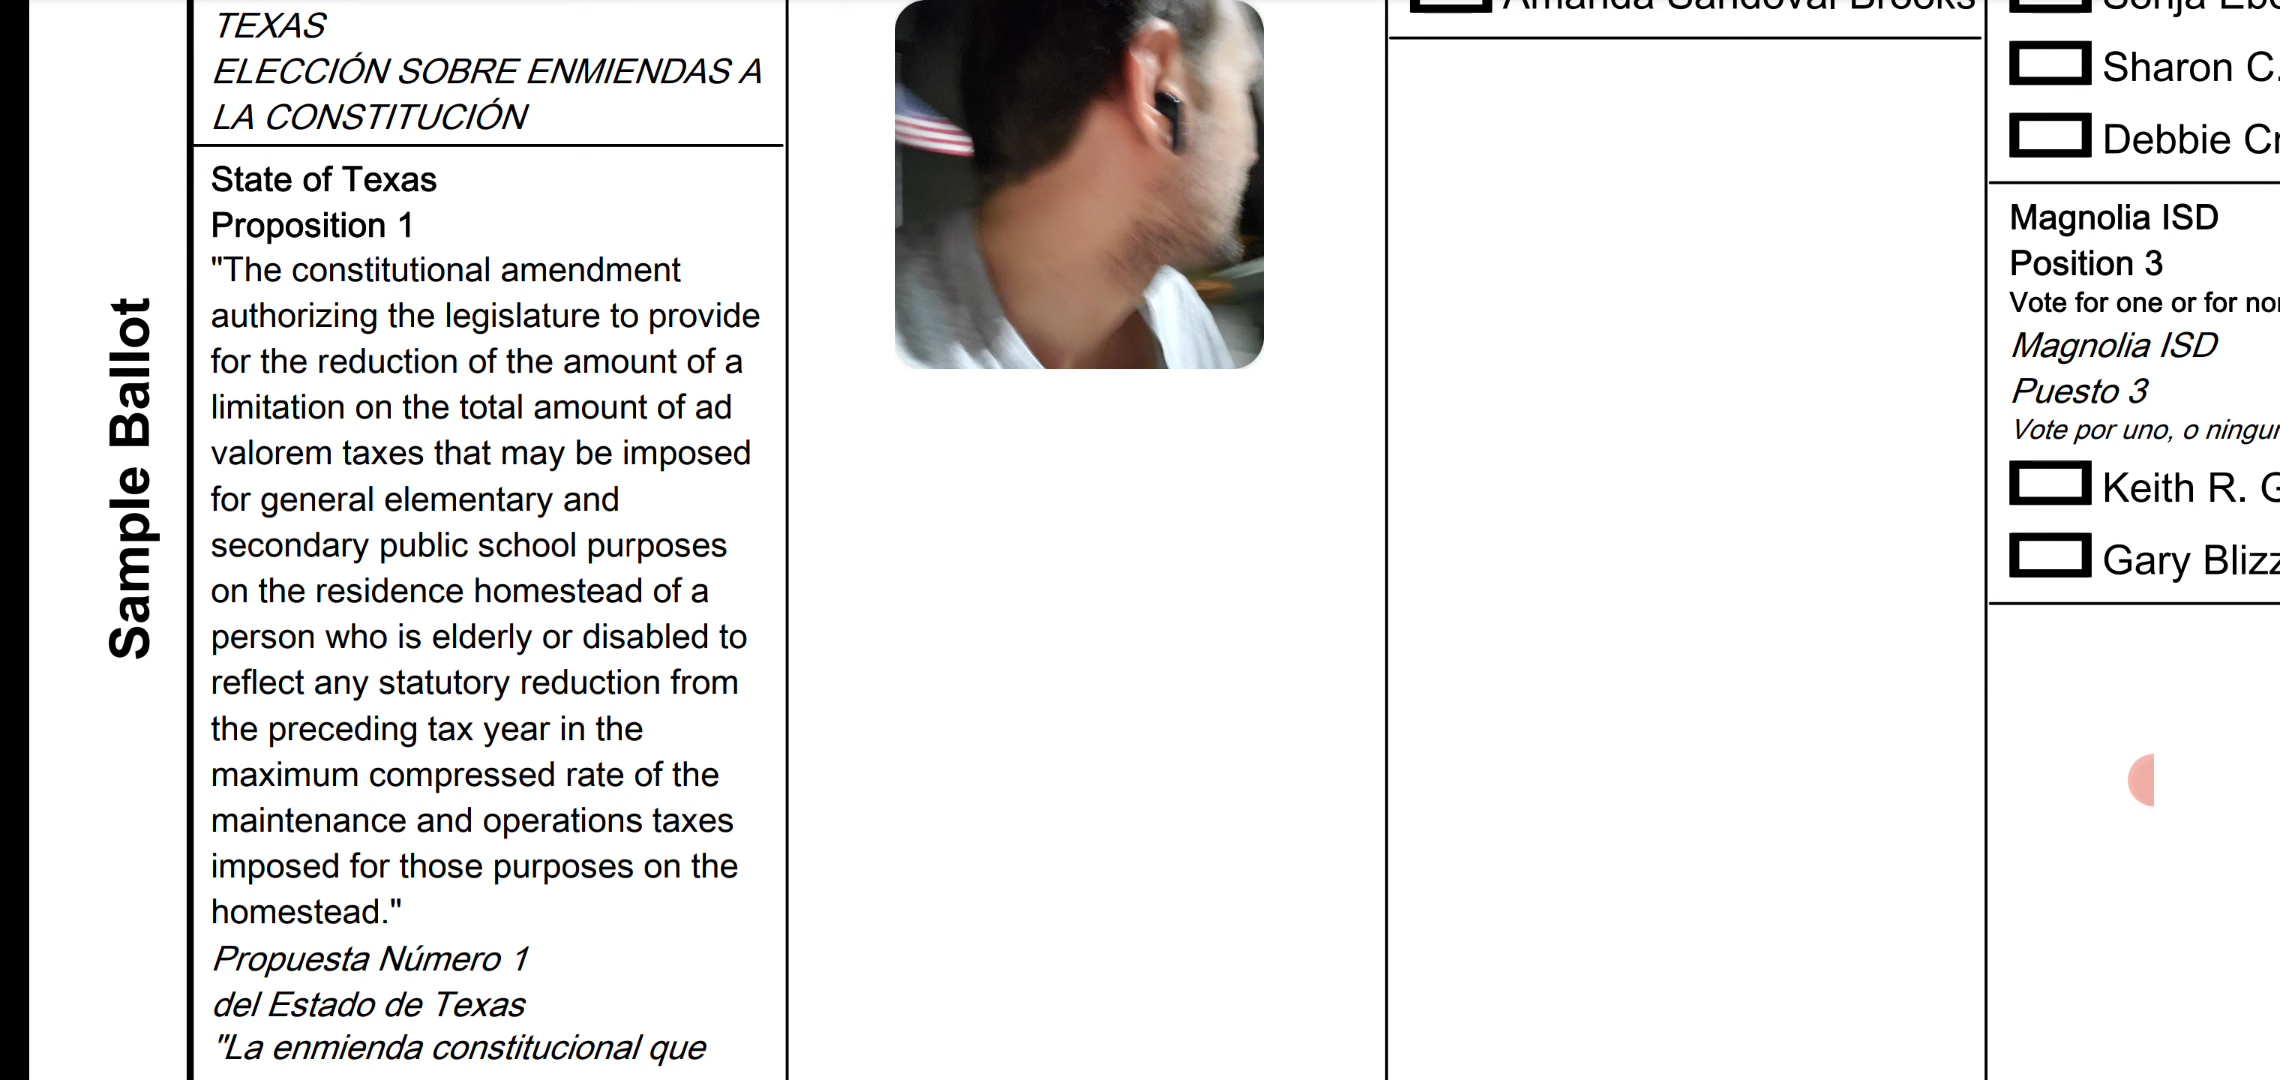 TEXAS
ELECCIÓN SOBRE ENMIENDAS A
LA CONSTITUCIÓN
State of Texas
Proposition 1
"The constitutional amendment
authorizing the legislature to provide
for the reduction of the amount of a
limitation on the total amount of ad
valorem taxes that may be imposed
for general elementary and
secondary public school purposes
on the residence homestead of a
person who is elderly or disabled to
reflect any statutory reduction from
the preceding tax year in the
maximum compressed rate of the
maintenance and operations taxes
imposed for those purposes on the
homestead."
Propuesta Número 1
del Estado de Texas
"La enmienda constitucional que
Sample Ballot
Amanda Sandoval Brooks
Sonja
Sharon C.
Debbie
Magnolia ISD
Position 3
Vote for one or for
Magnolia ISD
Puesto 3
Vote por uno, o
Keith R.
Gary